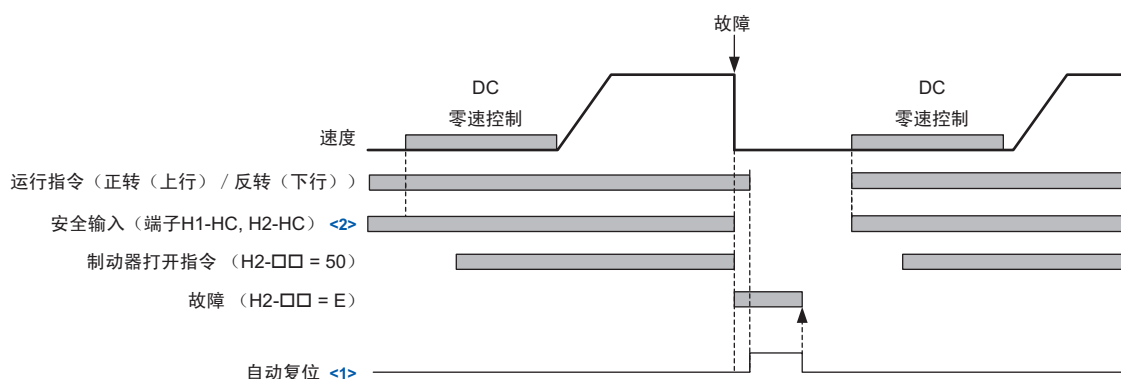 故障
DC
零速控制
DC
零速控制
速度
运行指令（正转（上行） / 反转（下行））
安全输入（端子H1-HC, H2-HC） <2>
制动器打开指令 （H2-□□ = 50）
故障 （H2-□□ = E）
自动复位 <1>